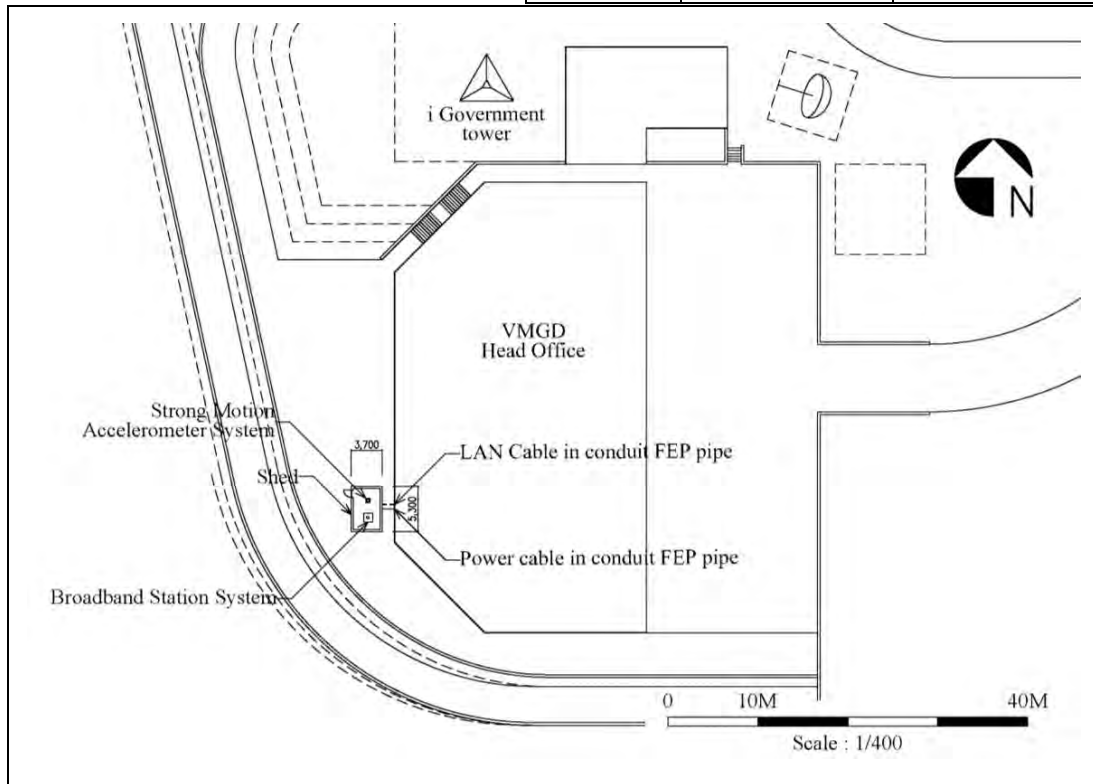 i Government
tower
N
VMGD
Head Office
Strong Motion
Accelerometer System
3,700
LAN Cable in conduit FEP pipe
Shed
5,300
Power cable in conduit FEP pipe
Broadband Station System
0 10M 40M
Scale : 1/400